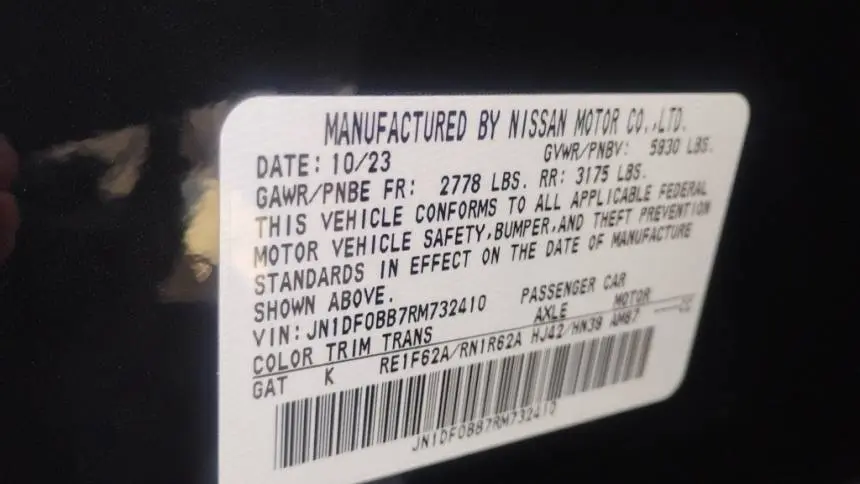 MANUFACTURED BY NISSAN MOTOR CO.,LTD.
DATE: 10/23 GVWR/PNBV: 5930 LBS.
GAWR/PNBE FR: 2778 LBS. RR: 3175 LBS.
THIS VEHICLE CONFORMS TO ALL APPLICABLE FEDERAL
MOTOR VEHICLE SAFETY,BUMPER,AND THEFT PREVENTION
STANDARDS IN EFFECT ON THE DATE OF MANUFACTURE
SHOWN ABOVE.
VIN: JN1DF0BB7RM732410 PASSENGER CAR
COLOR TRIM TRANS AXLE MOTOR
GAT K RE1F62A/RN1R62A HJ42/HN39 AM67
JN1DF0BB7RM732410